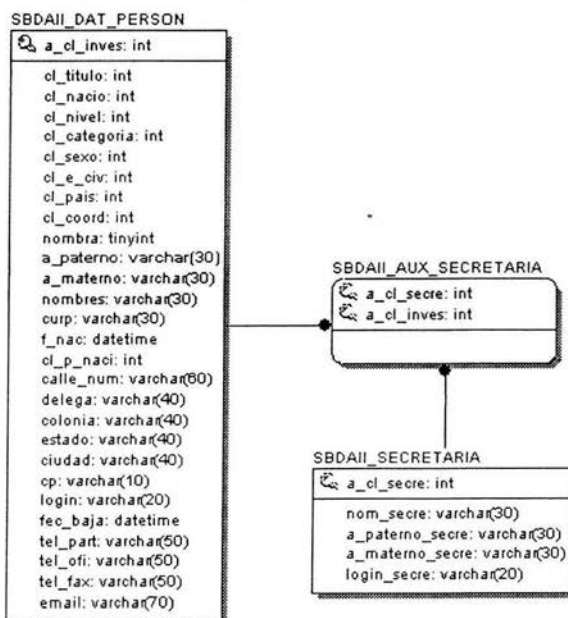 SBDAII_DAT_PERSON
a_cl_inves: int
cl_titulo: int
cl_nacio: int
cl_nivel: int
cl_categoria: int
cl_sexo: int
cl_e_civ: int
cl_pais: int
cl_coord: int
nombra: tinyint
a_paterno: varchar(30)
a_materno: varchar(30)
nombres: varchar(30)
curp: varchar(30)
f_nac: datetime
cl_p_naci: int
calle_num: varchar(60)
delega: varchar(40)
colonia: varchar(40)
estado: varchar(40)
ciudad: varchar(40)
cp: varchar(10)
login: varchar(20)
fec_baja: datetime
tel_part: varchar(50)
tel_ofi: varchar(50)
tel_fax: varchar(50)
email: varchar(70)
SBDAII_AUX_SECRETARIA
a_cl_secre: int
a_cl_inves: int
SBDAII_SECRETARIA
a_cl_secre: int
nom_secre: varchar(30)
a_paterno_secre: varchar(30)
a_materno_secre: varchar(30)
login_secre: varchar(20)